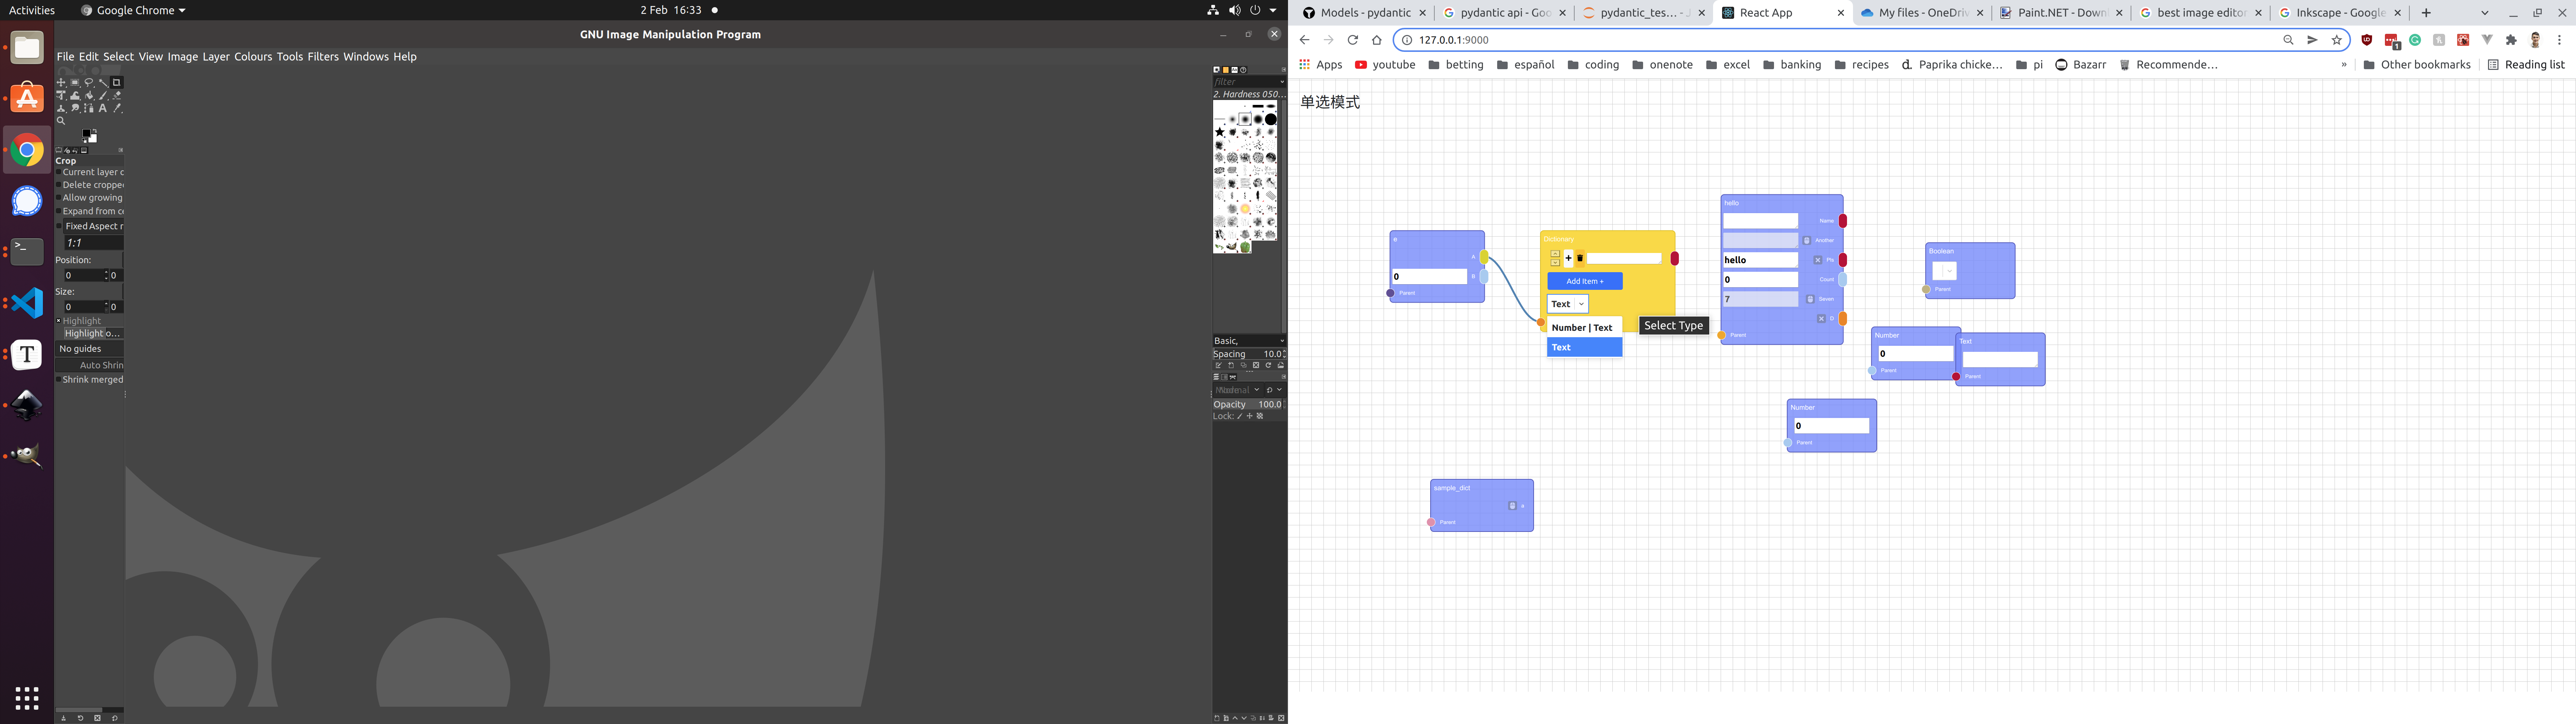 Activities
Google Chrome
2 Feb 16:33
GNU Image Manipulation Program
File Edit Select View Image Layer Colours Tools Filters Windows Help
Crop
Current layer
Delete croppe
Allow growing
Expand from
Fixed Aspect r
1:1
Position:
0 0
Size:
0 0
Highlight
Highlight o...
No guides
Auto Shrin
Shrink merged
filter
2. Hardness 050...
Basic,
Spacing 10.0
Opacity 100.0
Lock:
Models - pydantic
pydantic api - Goo
pydantic_tes... - J
React App
My files - OneDriv
Paint.NET - Downl
best image editor
Inkscape - Google
127.0.0.1:9000
1
Apps
youtube
betting
español
coding
onenote
excel
banking
recipes
Paprika chicke...
pi
Bazarr
Recommende...
»
Other bookmarks
Reading list
单选模式
e
A
0 B
Parent
Dictionary
+
Add Item +
Text
Number | Text
Text
Select Type
hello
Name
Another
hello
0 Count
7 Seven
D
Parent
Boolean
Parent
Number
0
Parent
Text
Parent
Number
0
Parent
sample_dict
Parent